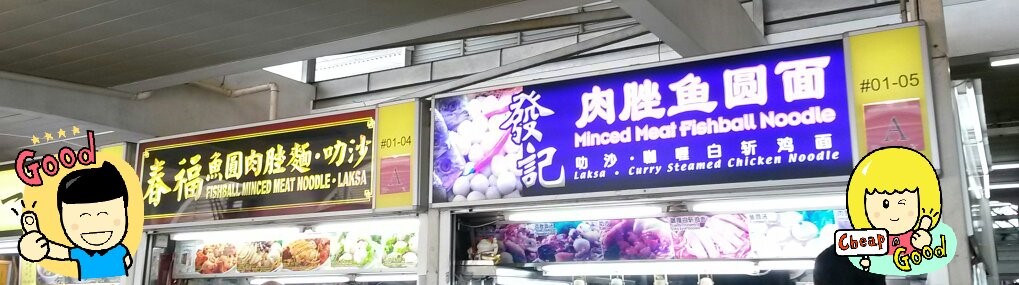 Good
春福 魚圓肉脞麵·叻沙
FISHBALL MINCED MEAT NOODLE · LAKSA
#01-04
A
發記
肉脞鱼圆面
Minced Meat Fishball Noodle
叻沙·咖喱白斩鸡面
Laksa · Curry Steamed Chicken Noodle
#01-05
A
Cheap
n
Good